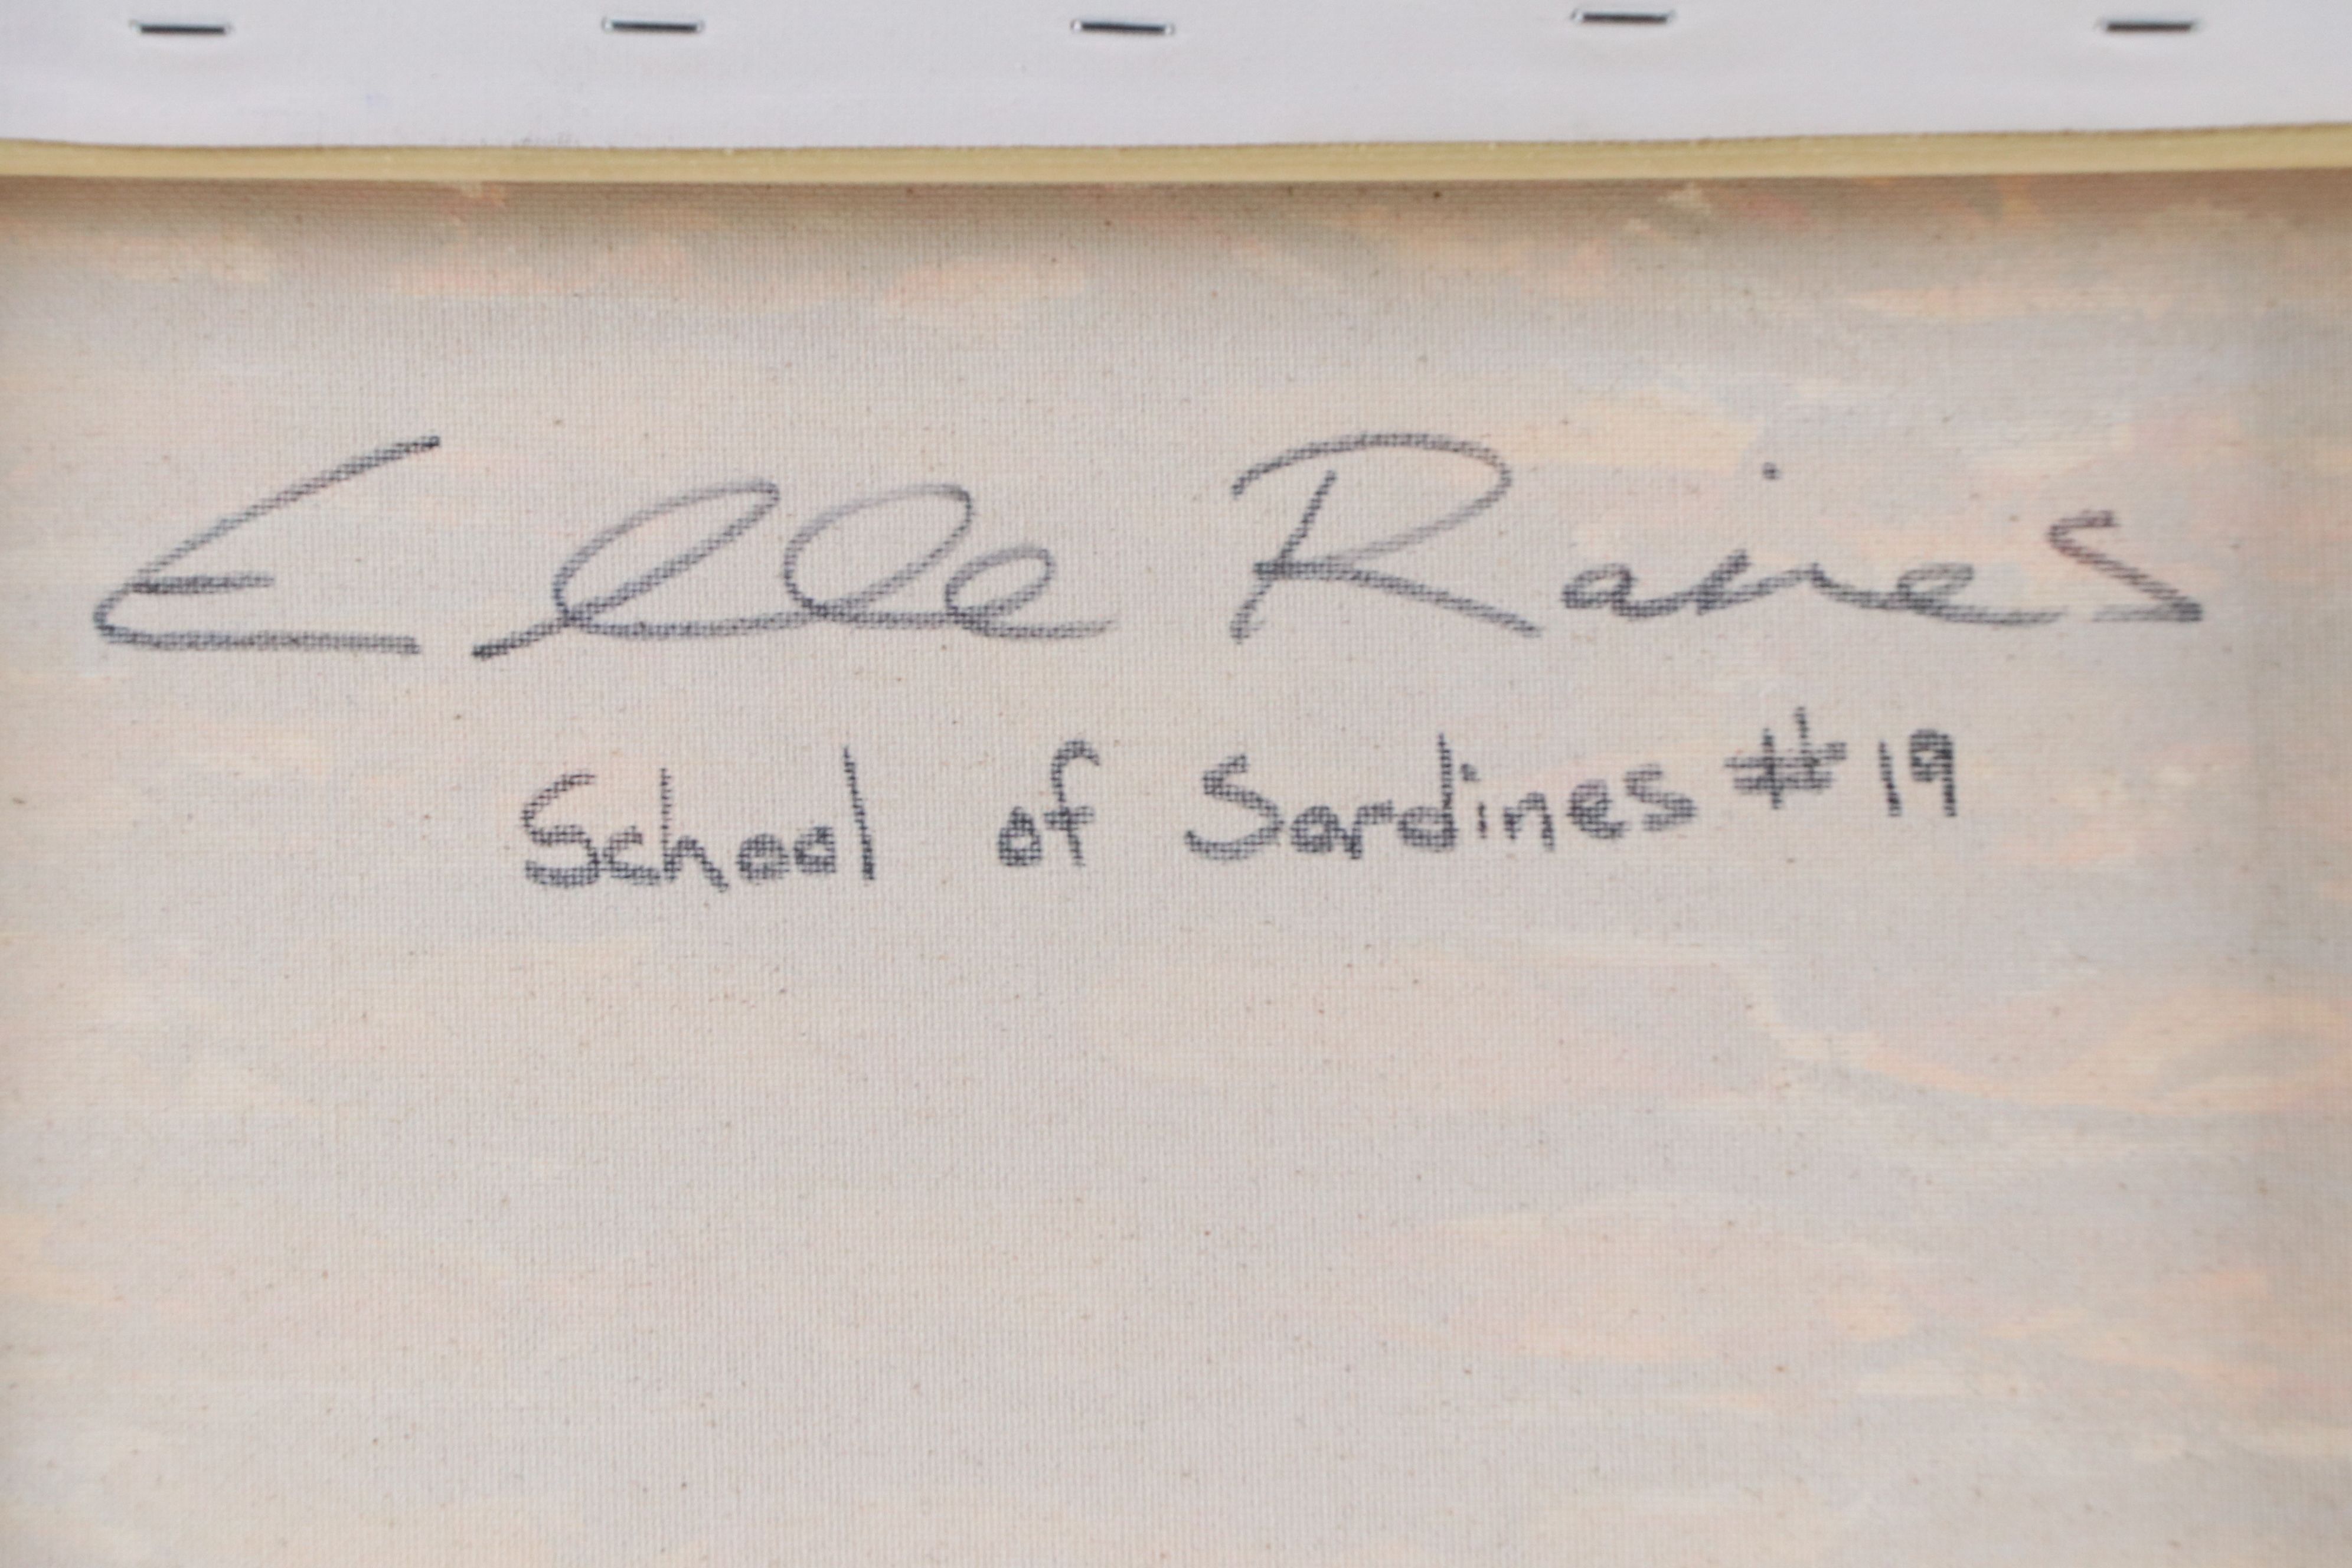 Elle Raines
School of Sardines #19